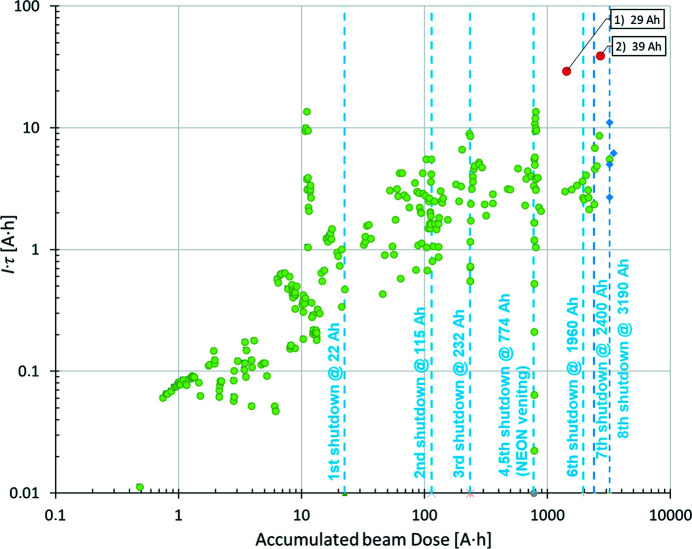 100
10
1
0.1
0.01
0.1
1
10
100
1000
10000
I·τ [A·h]
Accumulated beam Dose [A·h]
1) 29 Ah
2) 39 Ah
1st shutdown @ 22 Ah
2nd shutdown @ 115 Ah
3rd shutdown @ 232 Ah
4,5th shutdown @ 774 Ah
(NEON venitng)
6th shutdown @ 1960 Ah
7th shutdown @ 2400 Ah
8th shutdown @ 3190 Ah